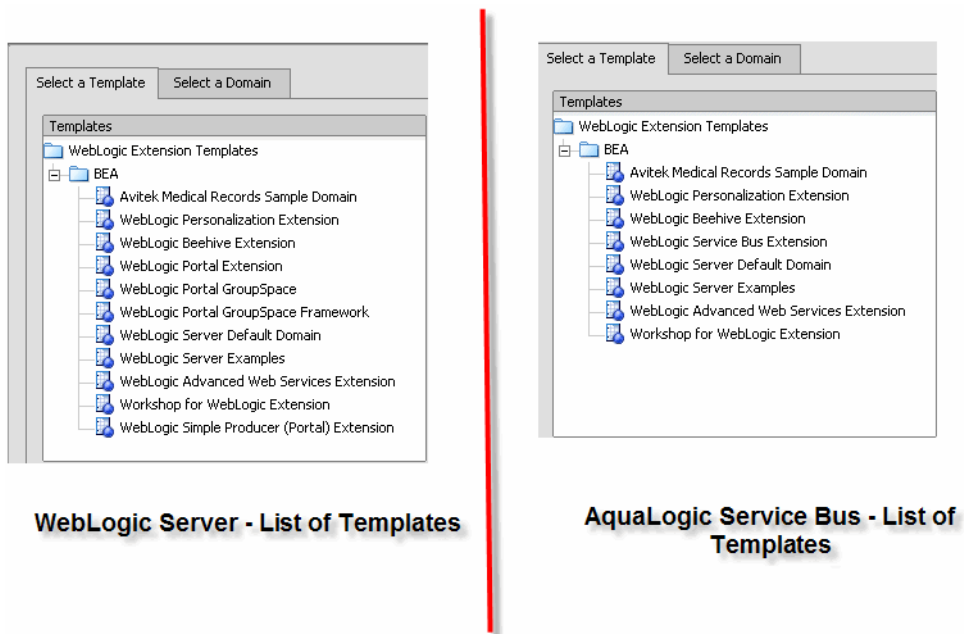 Select a Template
Select a Domain
Templates
WebLogic Extension Templates
BEA
Avitek Medical Records Sample Domain
WebLogic Personalization Extension
WebLogic Beehive Extension
WebLogic Portal Extension
WebLogic Portal GroupSpace
WebLogic Portal GroupSpace Framework
WebLogic Server Default Domain
WebLogic Server Examples
WebLogic Advanced Web Services Extension
Workshop for WebLogic Extension
WebLogic Simple Producer (Portal) Extension
WebLogic Server - List of Templates
Select a Template
Select a Domain
Templates
WebLogic Extension Templates
BEA
Avitek Medical Records Sample Domain
WebLogic Personalization Extension
WebLogic Beehive Extension
WebLogic Service Bus Extension
WebLogic Server Default Domain
WebLogic Server Examples
WebLogic Advanced Web Services Extension
Workshop for WebLogic Extension
AquaLogic Service Bus - List of
Templates